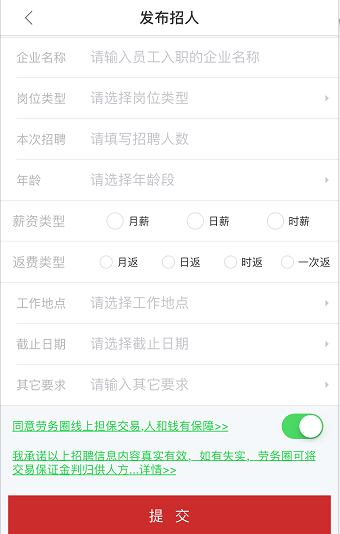 发布招人
企业名称 请输入员工入职的企业名称
岗位类型 请选择岗位类型
本次招聘 请填写招聘人数
年龄 请选择年龄段
薪资类型 月薪 日薪 时薪
返费类型 月返 日返 时返 一次返
工作地点 请选择工作地点
截止日期 请选择截止日期
其它要求 请输入其它要求
同意劳务圈线上担保交易,人和钱有保障>>
我承诺以上招聘信息内容真实有效，如有失实，劳务圈可将
交易保证金判归供人方...详情>>
提 交